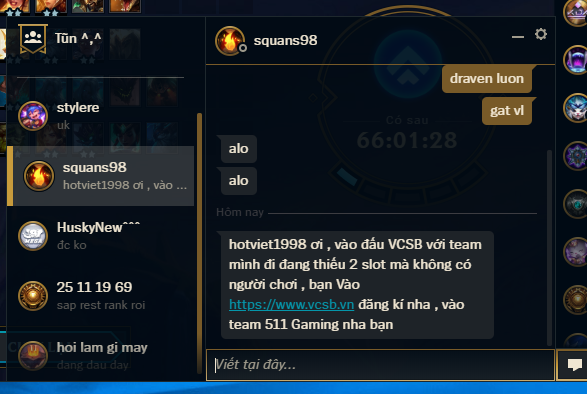 Tũn ^,^
stylere
uk
squans98
hotviet1998 ơi , vào ...
HuskyNew^^^
đc ko
25 11 19 69
sap rest rank roi
hoi lam gi may
đang dau day
squans98
draven luon
gat vl
Có sau
66:01:28
alo
alo
Hôm nay
hotviet1998 ơi , vào đấu VCSB với team
mình đi đang thiếu 2 slot mà không có
người chơi , bạn Vào
https://www.vcsb.vn đăng kí nha , vào
team 511 Gaming nha bạn
Viết tại đây...